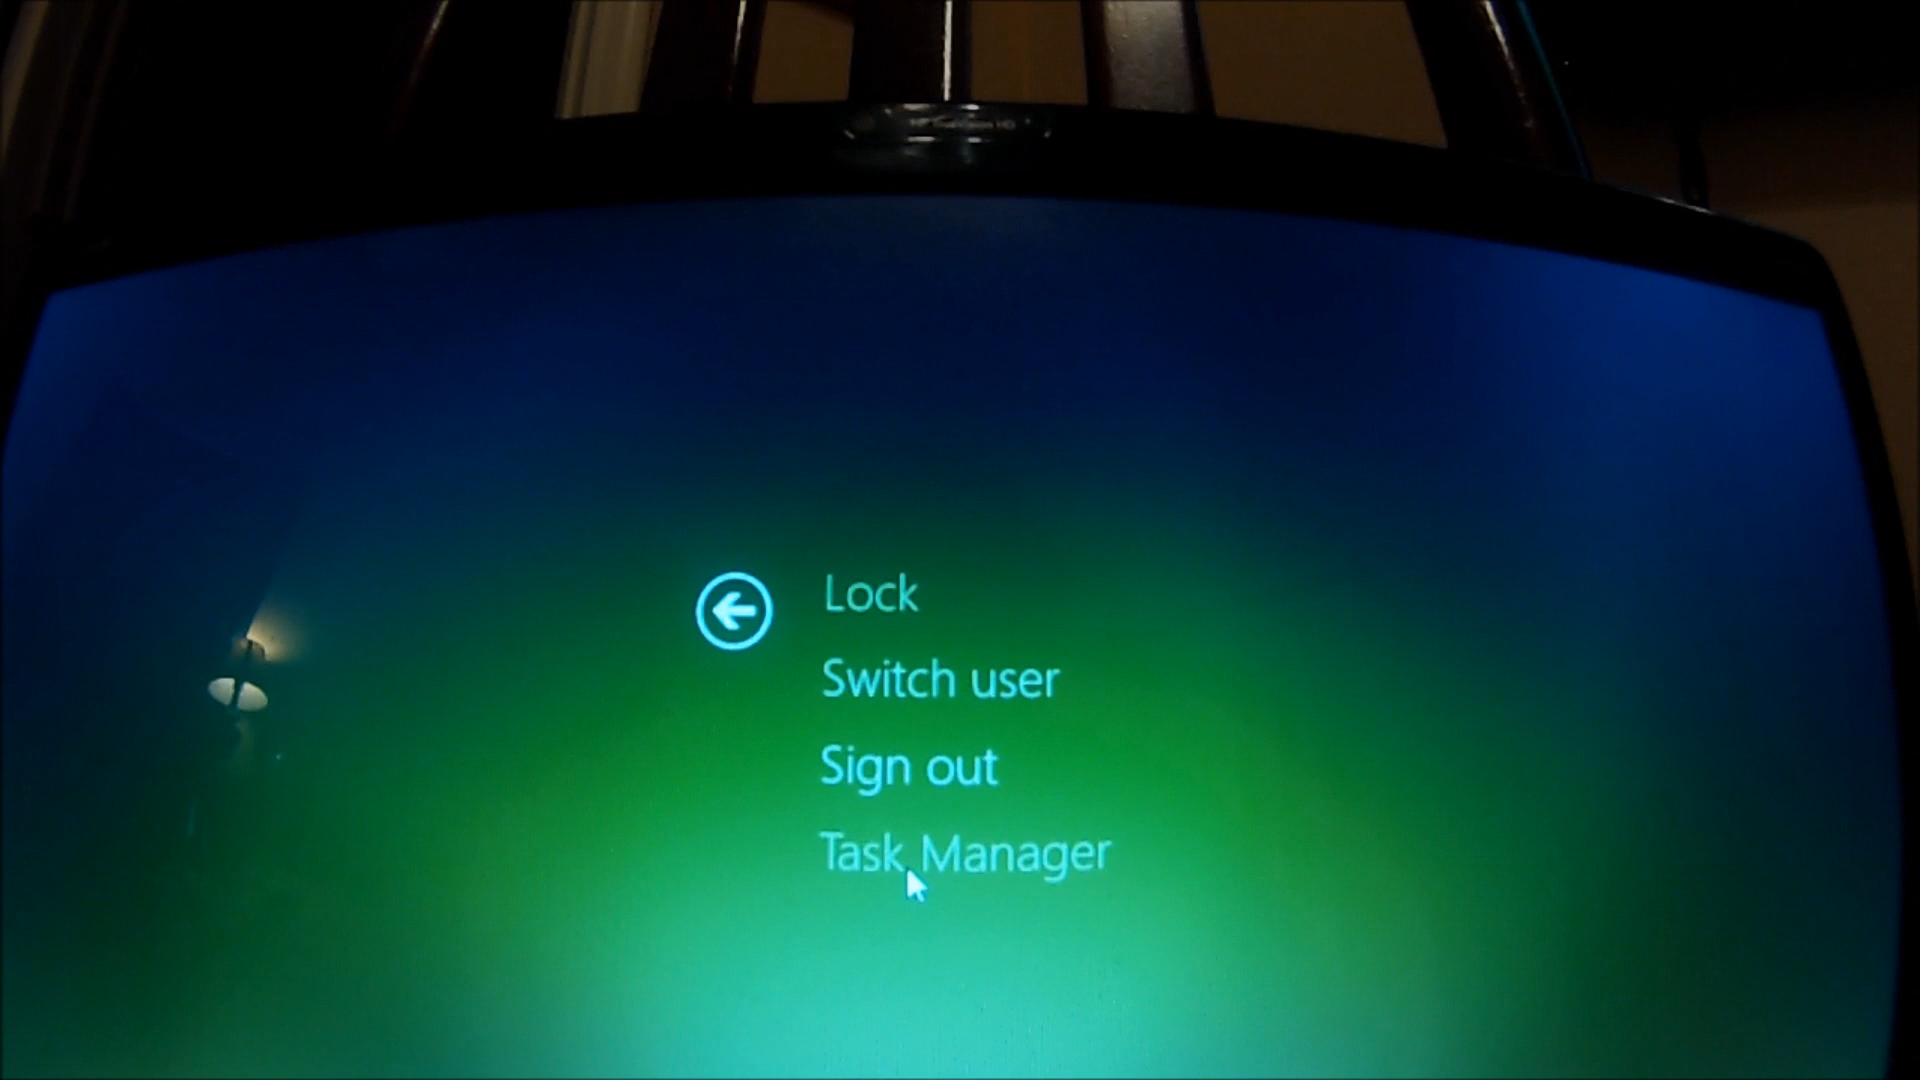 Lock
Switch user
Sign out
Task Manager